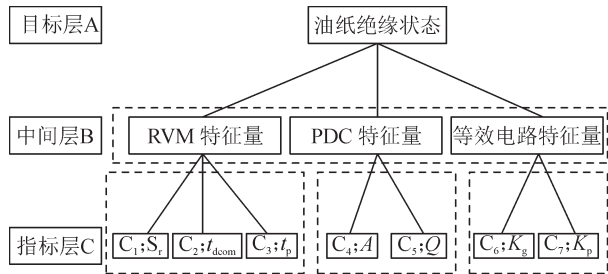 目标层A 油纸绝缘状态
中间层B RVM 特征量 PDC 特征量 等效电路特征量
指标层C C₁;Sᵣ C₂;t_dcom C₃;tₚ C₄;A C₅;Q C₆;K_g C₇;Kₚ